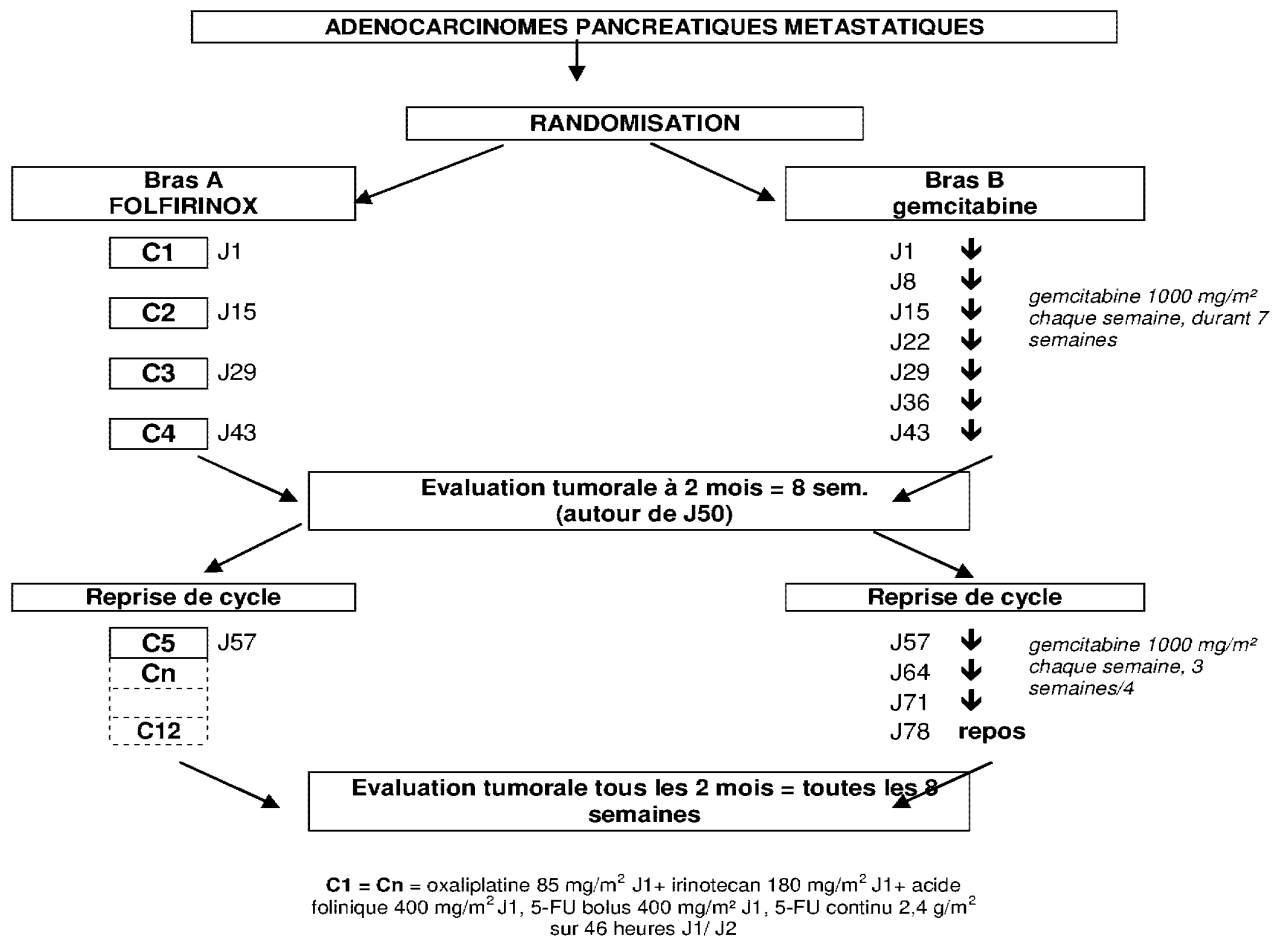 ADENOCARCINOMES PANCREATIQUES METASTATIQUES
RANDOMISATION
Bras A
FOLFIRINOX
C1 J1
C2 J15
C3 J29
C4 J43
Bras B
gemcitabine
J1
J8
J15
J22
J29
J36
J43
gemcitabine 1000 mg/m²
chaque semaine, durant 7
semaines
Evaluation tumorale à 2 mois = 8 sem.
(autour de J50)
Reprise de cycle
C5 J57
Cn
C12
Reprise de cycle
J57
J64
J71
J78 repos
gemcitabine 1000 mg/m²
chaque semaine, 3
semaines/4
Evaluation tumorale tous les 2 mois = toutes les 8
semaines
C1 = Cn = oxaliplatine 85 mg/m² J1+ irinotecan 180 mg/m² J1+ acide
folinique 400 mg/m² J1, 5-FU bolus 400 mg/m² J1, 5-FU continu 2,4 g/m²
sur 46 heures J1/ J2